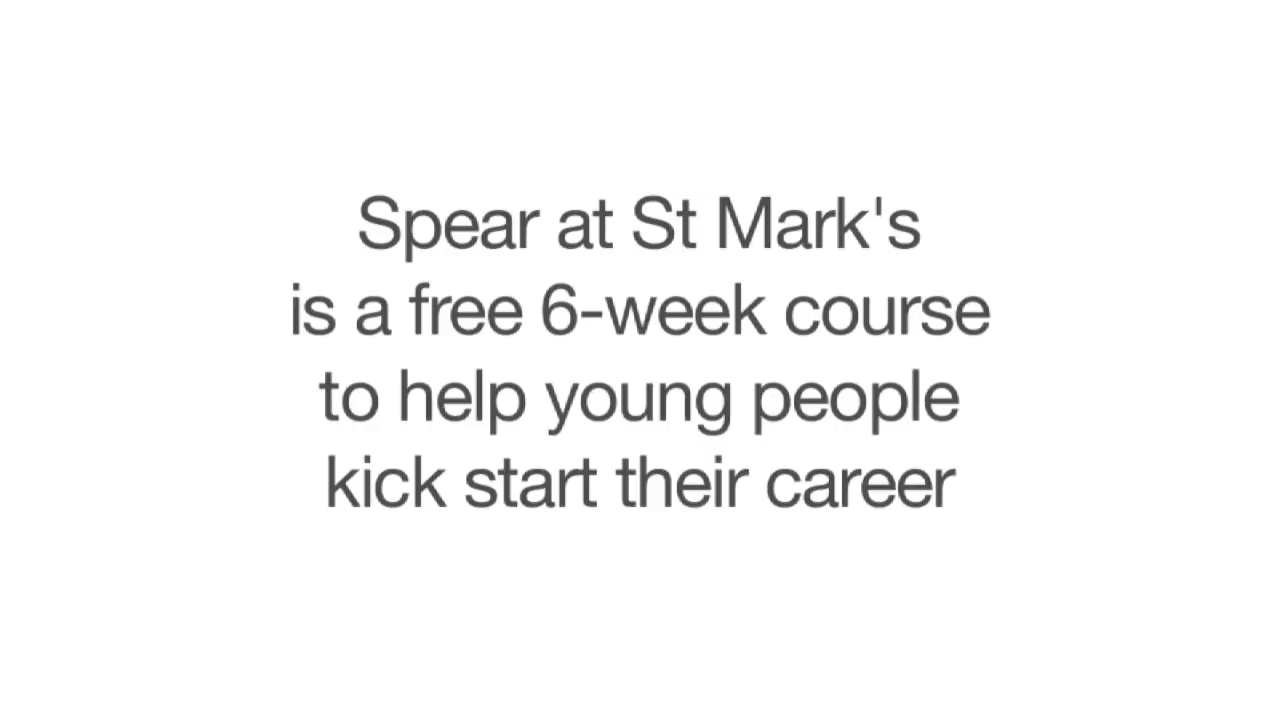 Spear at St Mark's
is a free 6-week course
to help young people
kick start their career